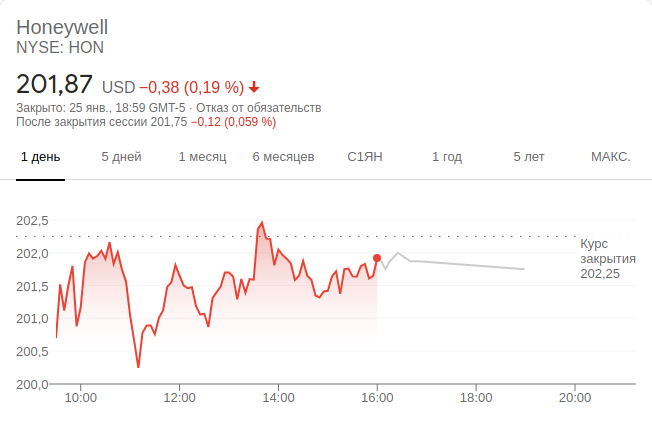 Honeywell
NYSE: HON
201,87 USD −0,38 (0,19 %)
Закрыто: 25 янв., 18:59 GMT-5 · Отказ от обязательств
После закрытия сессии 201,75 −0,12 (0,059 %)
1 день 5 дней 1 месяц 6 месяцев С1ЯН 1 год 5 лет МАКС.
202,5
202,0
201,5
201,0
200,5
200,0
Курс
закрытия
202,25
10:00 12:00 14:00 16:00 18:00 20:00